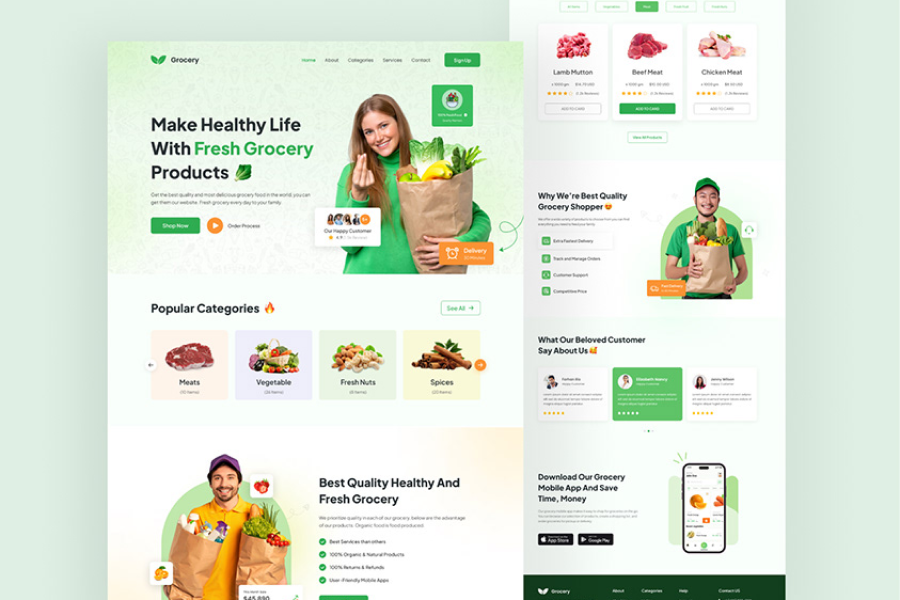 Grocery
Home About Categories Services Contact Sign Up
Make Healthy Life
With Fresh Grocery
Products
Get the best quality and most delicious grocery food in the world, you can
get them our website. Fresh grocery every day to your family.
Shop Now
Order Process
Our Happy Customer
Delivery
Popular Categories
See All
Meats
Vegetable
Fresh Nuts
Spices
Best Quality Healthy And
Fresh Grocery
We prioritize quality in each of our grocery, below are the advantage
of our products. Organic food is food produced
Best Services than others
100% Organic & Natural Products
100% Returns & Refunds
User-Friendly Mobile Apps
$45,890
Lamb Mutton
Beef Meat
Chicken Meat
ADD TO CARD
ADD TO CARD
ADD TO CARD
View All Products
Why We're Best Quality
Grocery Shopper
Extra Fasted Delivery
Track and Manage Orders
Customer Support
Competitive Price
Fast Delivery
What Our Beloved Customer
Say About Us
Elizabeth Nancy
Jenny Wilson
Download Our Grocery
Mobile App And Save
Time, Money
App Store
Google Play
Grocery
About Categories Help Contact US